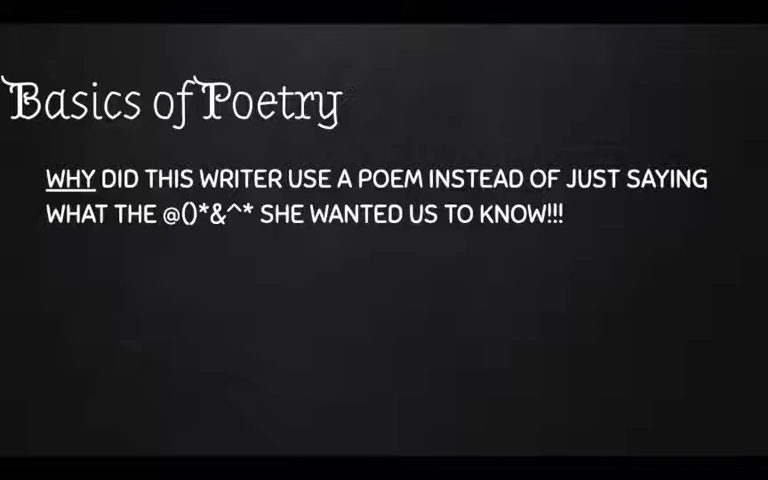 Basics of Poetry
WHY DID THIS WRITER USE A POEM INSTEAD OF JUST SAYING
WHAT THE @()*&^* SHE WANTED US TO KNOW!!!